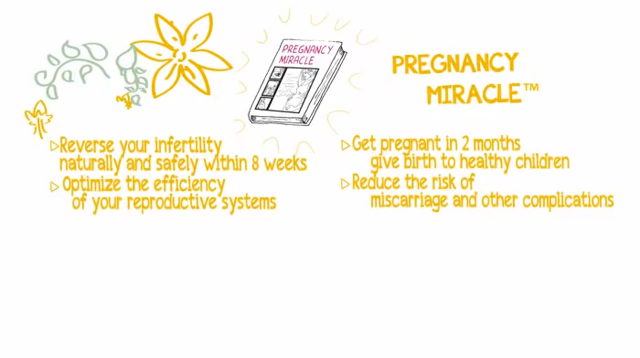 PREGNANCY
MIRACLE
PREGNANCY
MIRACLE™
▷Reverse your infertility
naturally and safely within 8 weeks
▷ Optimize the efficiency
of your reproductive systems
▷Get pregnant in 2 months
give birth to healthy children
▷Reduce the risk of
miscarriage and other complications